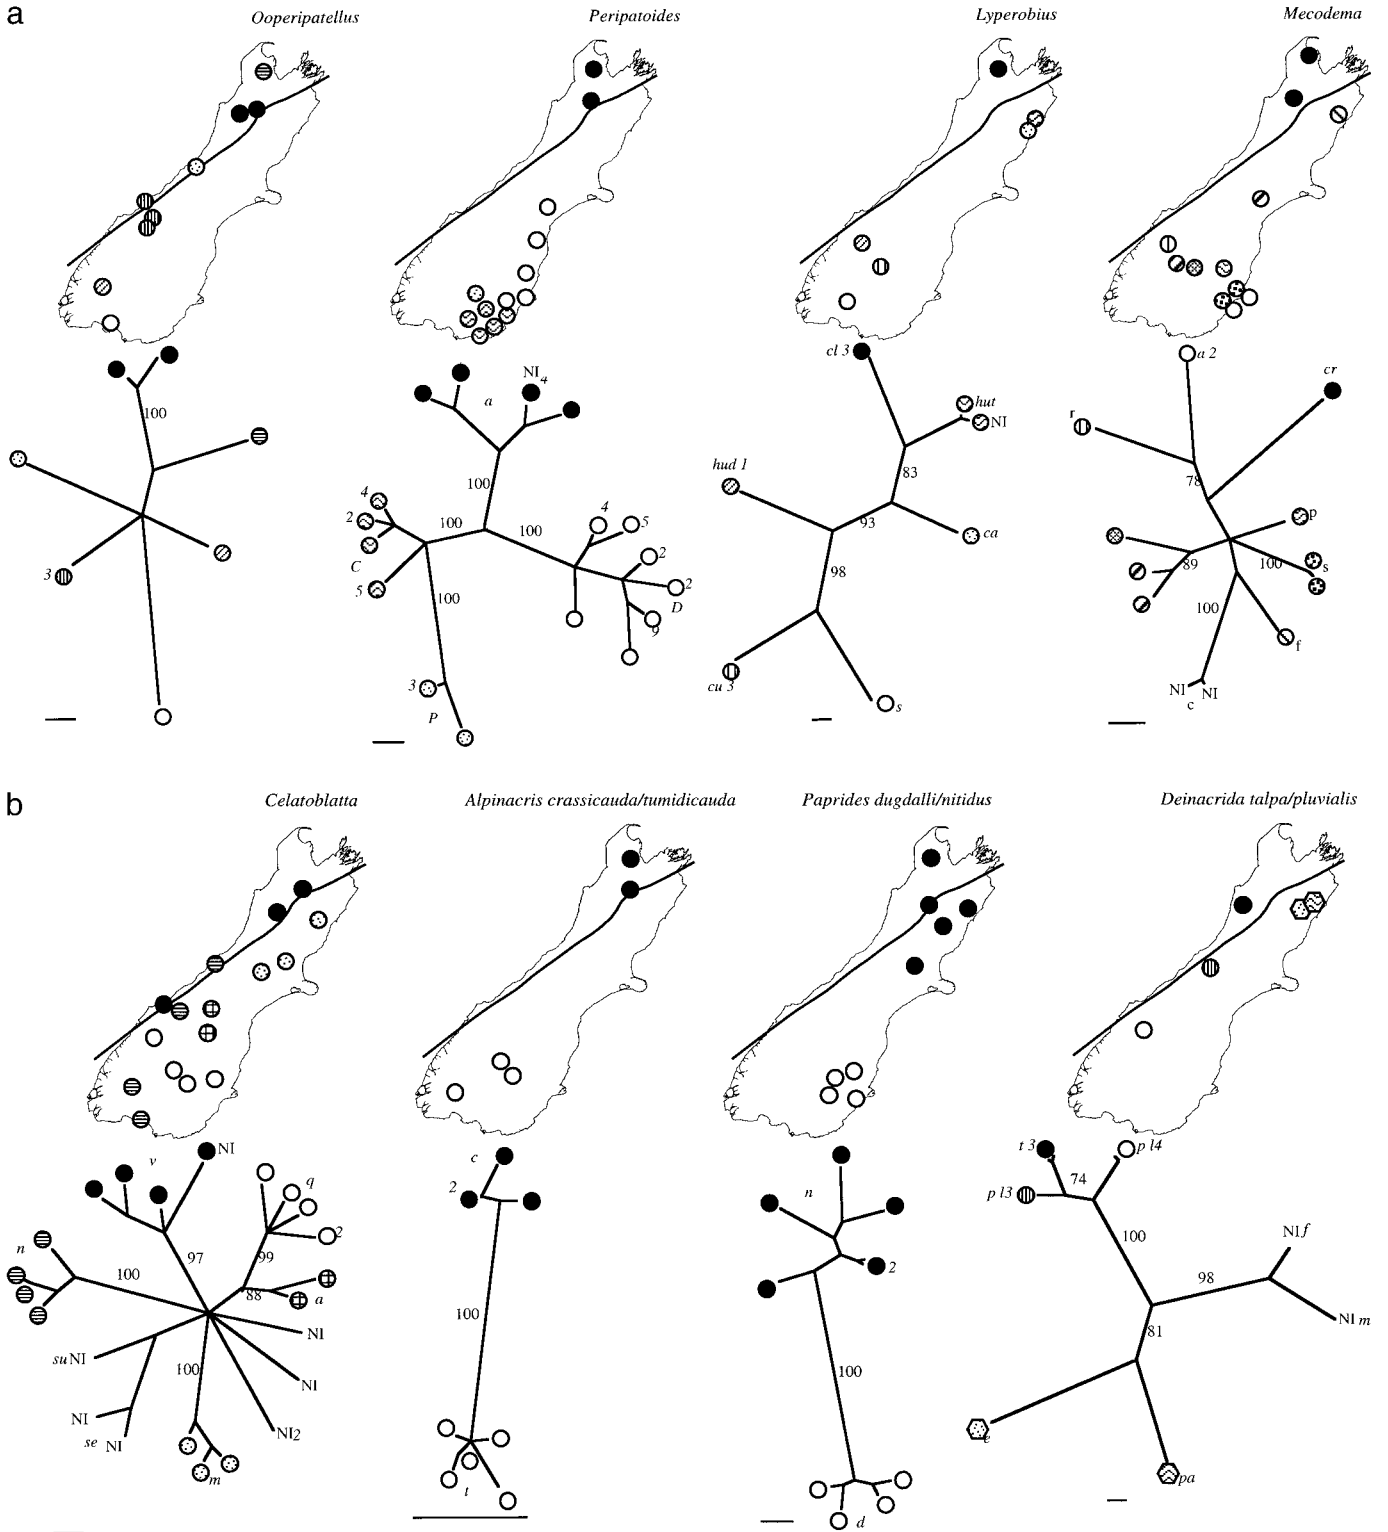 a
Ooperipatellus Peripatoides Lyperobius Mecodema
100
3
NI4
a
100
4
2
C
5
100
100
4
5
2
2
D
9
100
3
P
cl 3
hut
NI
83
hud 1
93
ca
98
cu 3
s
a 2
cr
r
78
p
89
100
s
100
f
NI NI
c
b
Celatoblatta Alpinacris crassicauda/tumidicauda Paprides dugdalli/nitidus Deinacrida talpa/pluvialis
v
NI
q
2
n
97
99
100
88
a
NI
su NI
100
NI
NI
se NI
NI2
m
c
2
100
t
n
2
100
d
t 3
p l4
74
p l3
100
NI f
98
NI m
81
e
pa